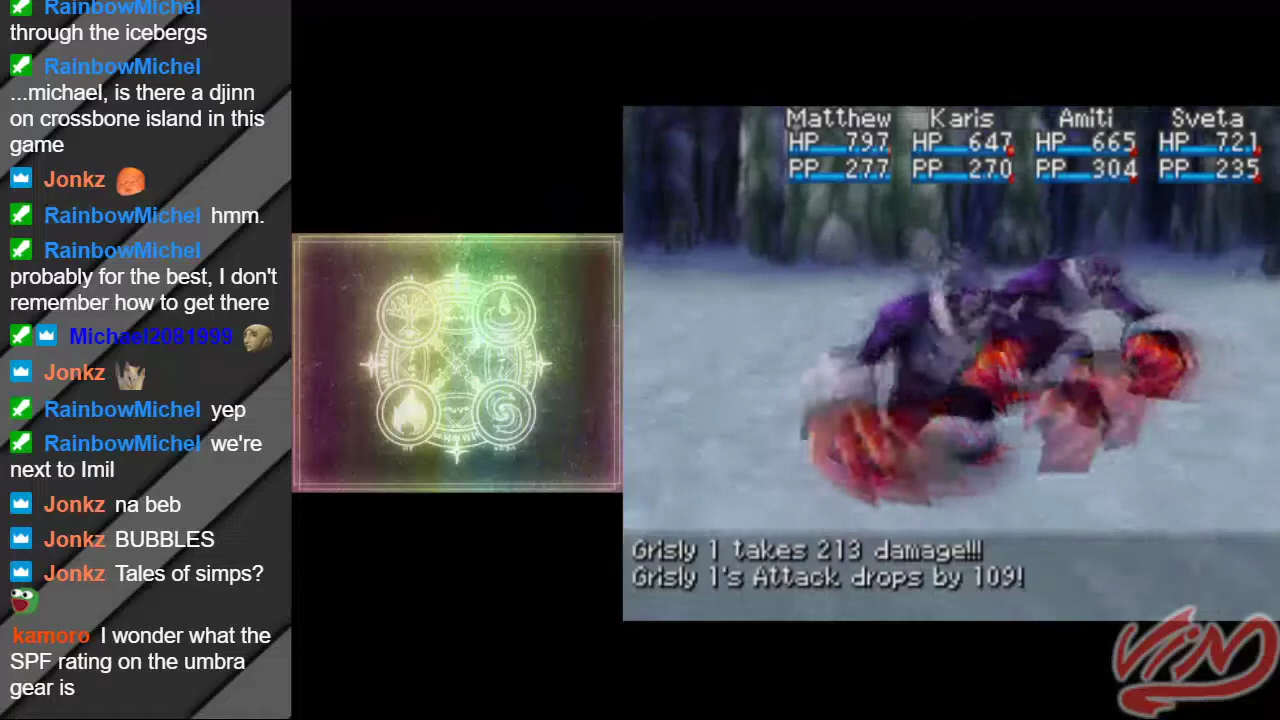 RainbowMichel
through the icebergs
RainbowMichel
...michael, is there a djinn
on crossbone island in this
game
Jonkz
RainbowMichel hmm.
RainbowMichel
probably for the best, I don't
remember how to get there
Michael2081999
Jonkz
RainbowMichel yep
RainbowMichel we're
next to Imil
Jonkz na beb
Jonkz BUBBLES
Jonkz Tales of simps?
kamoro I wonder what the
SPF rating on the umbra
gear is
Matthew Karis Amiti Sveta
HP 797 HP 647 HP 665 HP 721
PP 277 PP 270 PP 304 PP 235
Grisly 1 takes 213 damage!!!
Grisly 1's Attack drops by 109!